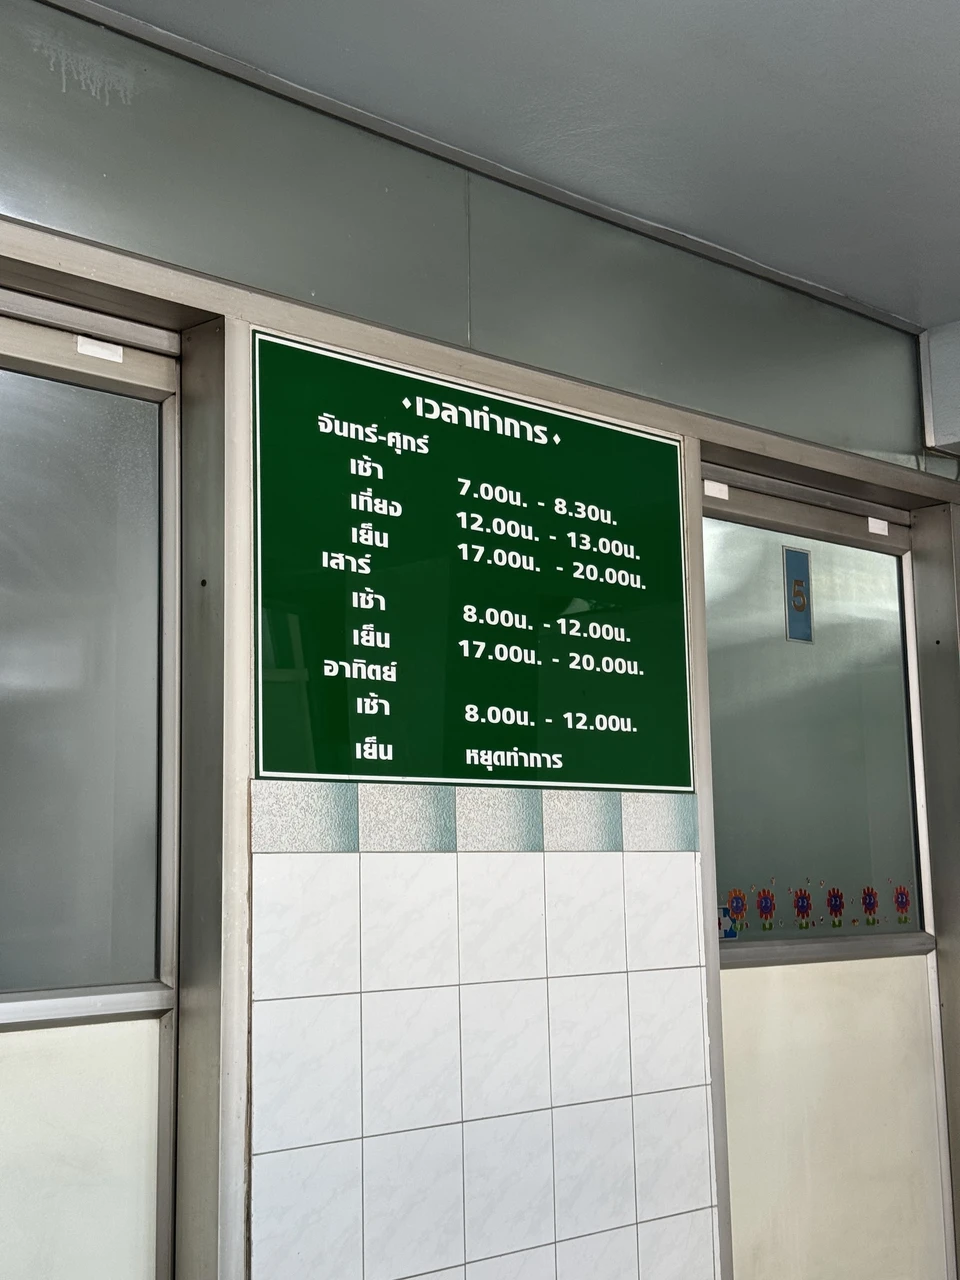 ♦เวลาทำการ♦
จันทร์-ศุกร์
เช้า 7.00น. - 8.30น.
เที่ยง 12.00น. - 13.00น.
เย็น 17.00น. - 20.00น.
เสาร์
เช้า 8.00น. - 12.00น.
เย็น 17.00น. - 20.00น.
อาทิตย์
เช้า 8.00น. - 12.00น.
เย็น หยุดทำการ
5